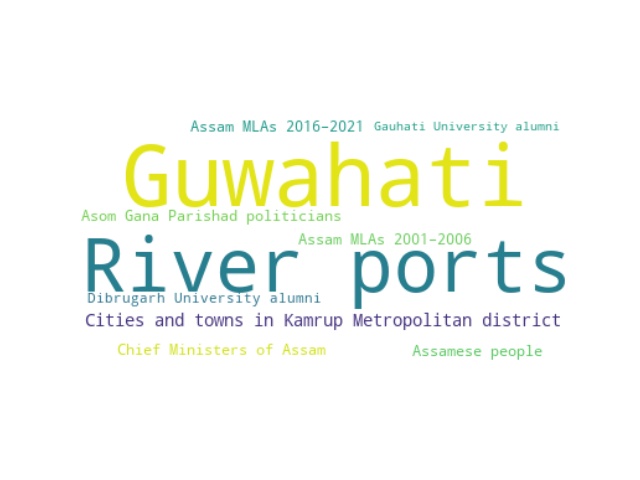 Assam MLAs 2016–2021 Gauhati University alumni
Guwahati
Asom Gana Parishad politicians
Assam MLAs 2001–2006
River ports
Dibrugarh University alumni
Cities and towns in Kamrup Metropolitan district
Chief Ministers of Assam Assamese people